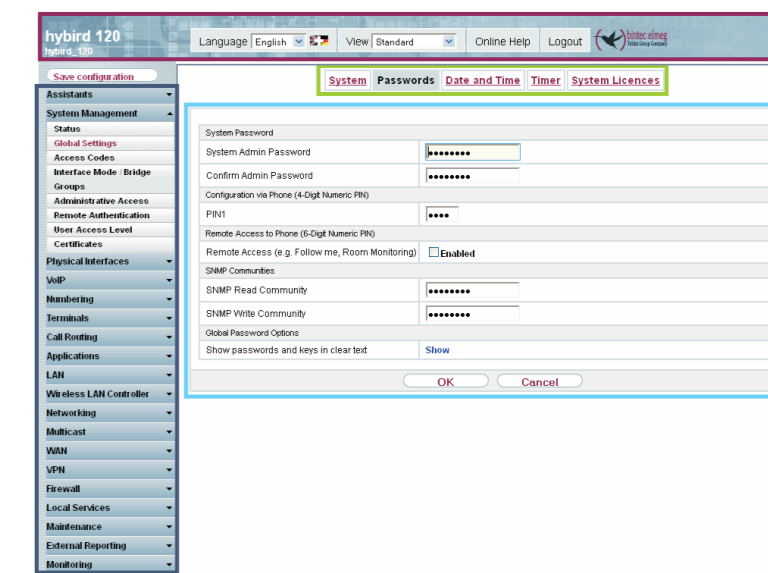 hybird 120
hybird_120
Language English View Standard Online Help Logout bintec elmeg
Teldat Group Company
Save configuration
System Passwords Date and Time Timer System Licences
Assistants
System Management
Status
Global Settings
Access Codes
Interface Mode / Bridge
Groups
Administrative Access
Remote Authentication
User Access Level
Certificates
Physical Interfaces
VoIP
Numbering
Terminals
Call Routing
Applications
LAN
Wireless LAN Controller
Networking
Multicast
WAN
VPN
Firewall
Local Services
Maintenance
External Reporting
Monitoring
System Password
System Admin Password ••••••••
Confirm Admin Password ••••••••
Configuration via Phone (4-Digit Numeric PIN)
PIN1 ••••
Remote Access to Phone (6-Digit Numeric PIN)
Remote Access (e.g. Follow me, Room Monitoring) Enabled
SNMP Communities
SNMP Read Community ••••••••
SNMP Write Community ••••••••
Global Password Options
Show passwords and keys in clear text Show
OK Cancel